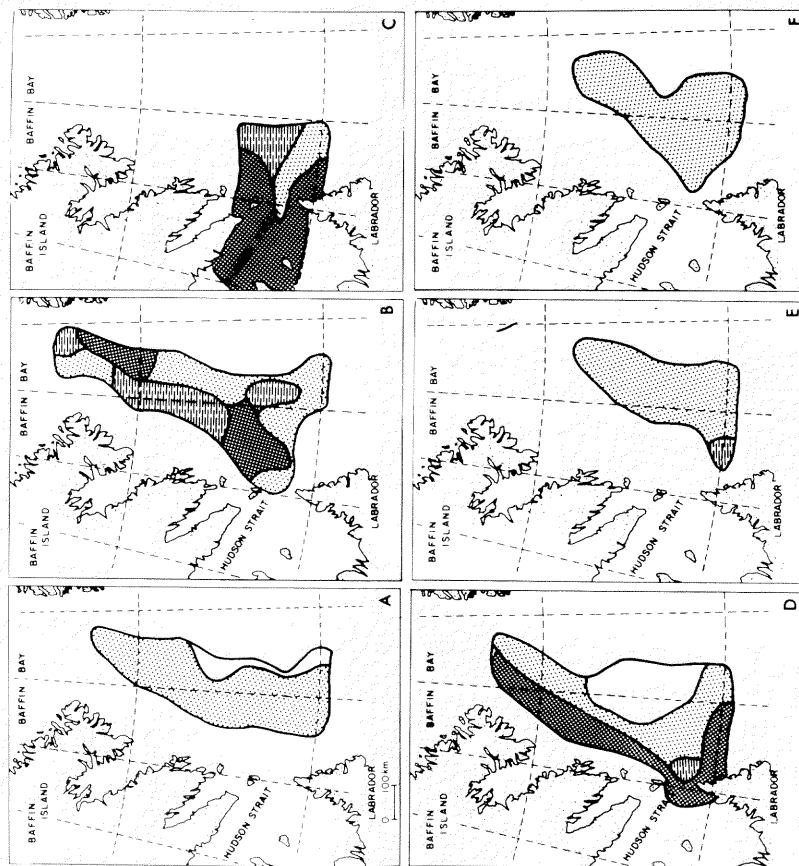 BAFFIN
ISLAND
BAFFIN BAY
HUDSON STRAIT
LABRADOR
0 100 km
A
BAFFIN
ISLAND
BAFFIN BAY
HUDSON STRAIT
LABRADOR
B
BAFFIN
ISLAND
BAFFIN BAY
LABRADOR
C
BAFFIN
ISLAND
BAFFIN BAY
HUDSON STRA
LABRADOR
D
BAFFIN
ISLAND
BAFFIN BAY
HUDSON STRAIT
LABRADOR
E
BAFFIN
ISLAND
BAFFIN BAY
HUDSON STRAIT
LABRADOR
F